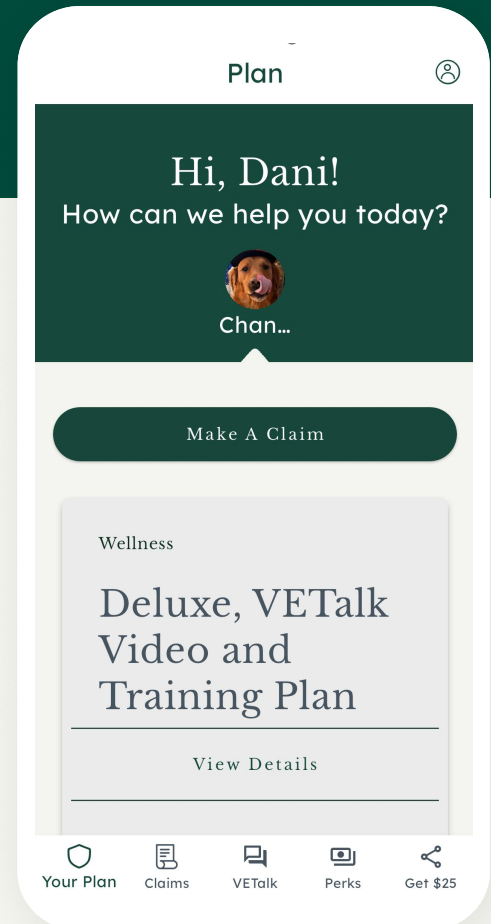 Plan
Hi, Dani!
How can we help you today?
Chan...
Make A Claim
Wellness
Deluxe, VETalk
Video and
Training Plan
View Details
Your Plan
Claims
VETalk
Perks
Get $25